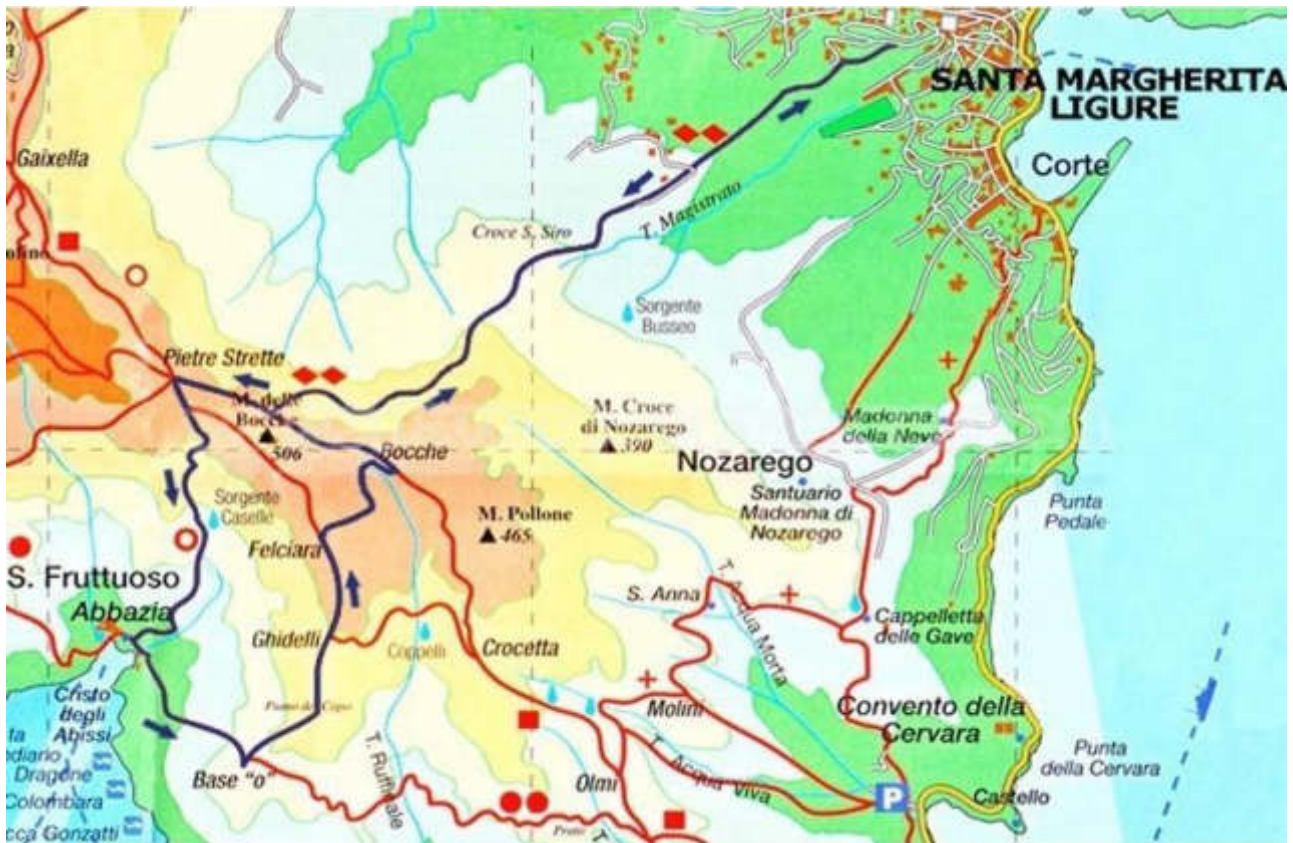 SANTA MARGHERITA
LIGURE
Corte
Gaixella
T. Magistrato
Croce S. Siro
Sorgente
Busseo
Pietre Strette
M. delle
Bocche
506
M. Croce
di Nozarego
390
Madonna
della Neve
Bocche
Nozarego
Santuario
Madonna di
Nozarego
Punta
Pedale
Sorgente
Caselle
M. Pollone
465
Felciara
S. Fruttuoso
Abbazia
S. Anna
T. Acqua Morta
Cappelletta
delle Gave
Ghidelli
Coppelli
Crocetta
Cristo
degli
Abissi
Molini
Convento della
Cervara
Punta
della Cervara
Dragone
Colombara
Gonzatti
Base "o"
T. Ruffinale
Olmi
T. Acqua Viva
P
Castello
Prato
T.